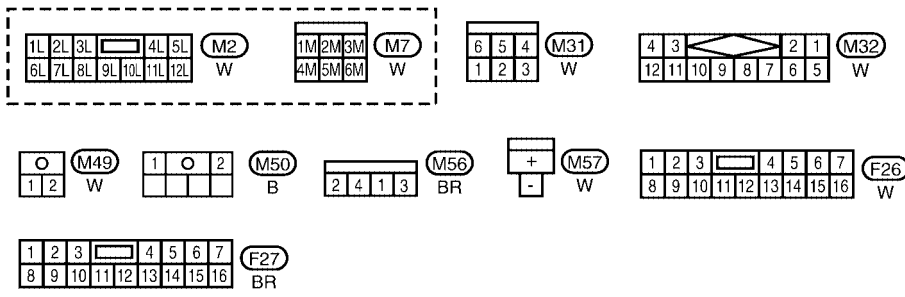 1L 2L 3L 4L 5L M2
6L 7L 8L 9L 10L 11L 12L W
1M 2M 3M M7
4M 5M 6M W
6 5 4 M31
1 2 3 W
4 3 2 1 M32
12 11 10 9 8 7 6 5 W
M49
1 2 W
1 2 M50
B
M56
2 4 1 3 BR
+ M57
- W
1 2 3 4 5 6 7 F26
8 9 10 11 12 13 14 15 16 W
1 2 3 4 5 6 7 F27
8 9 10 11 12 13 14 15 16 BR